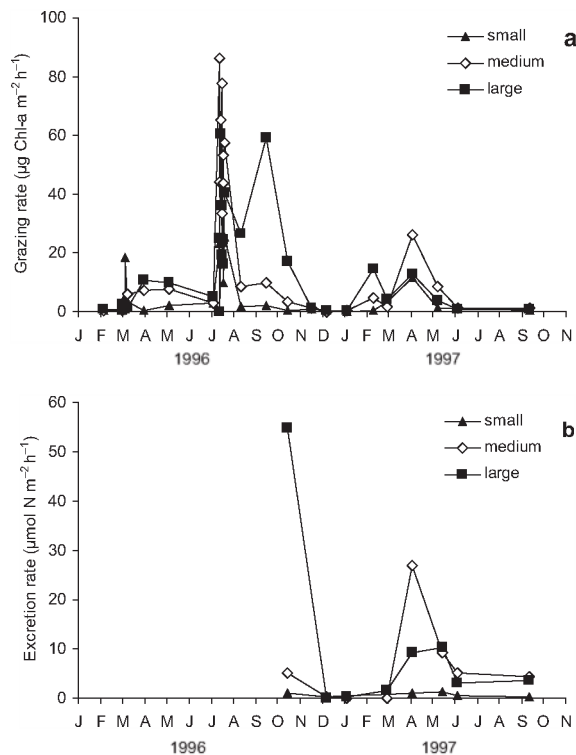 100
80
60
40
20
0
Grazing rate (µg Chl-a m⁻² h⁻¹)
small
medium
large
a
J F M A M J J A S O N D J F M A M J J A S O N
1996 1997
60
50
40
30
20
10
0
Excretion rate (µmol N m⁻² h⁻¹)
small
medium
large
b
J F M A M J J A S O N D J F M A M J J A S O N
1996 1997